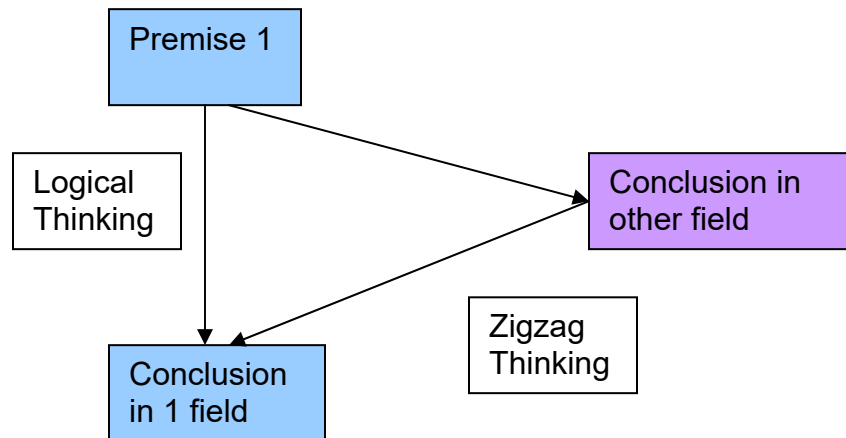 Premise 1
Logical
Thinking
Conclusion in
other field
Zigzag
Thinking
Conclusion
in 1 field